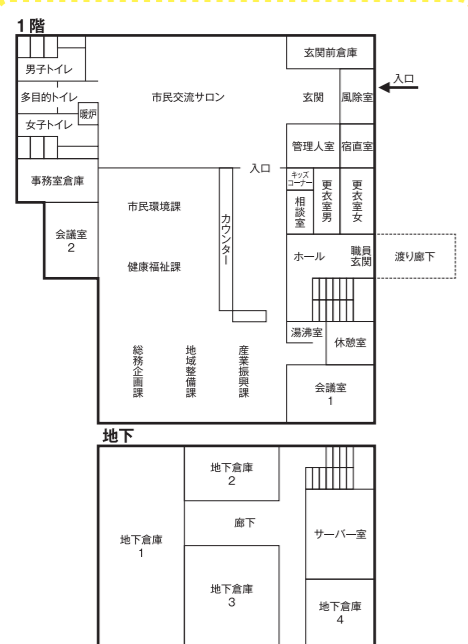 1階
玄関前倉庫
男子トイレ
入口
多目的トイレ
市民交流サロン
玄関
風除室
暖炉
女子トイレ
管理人室
宿直室
入口
事務室倉庫
キッズ
コーナー
相談室
更衣室男
更衣室女
市民環境課
カウンター
会議室
2
健康福祉課
ホール
職員
玄関
渡り廊下
湯沸室
休憩室
総務企画課
地域整備課
産業振興課
会議室
1
地下
地下倉庫
2
廊下
サーバー室
地下倉庫
1
地下倉庫
3
地下倉庫
4